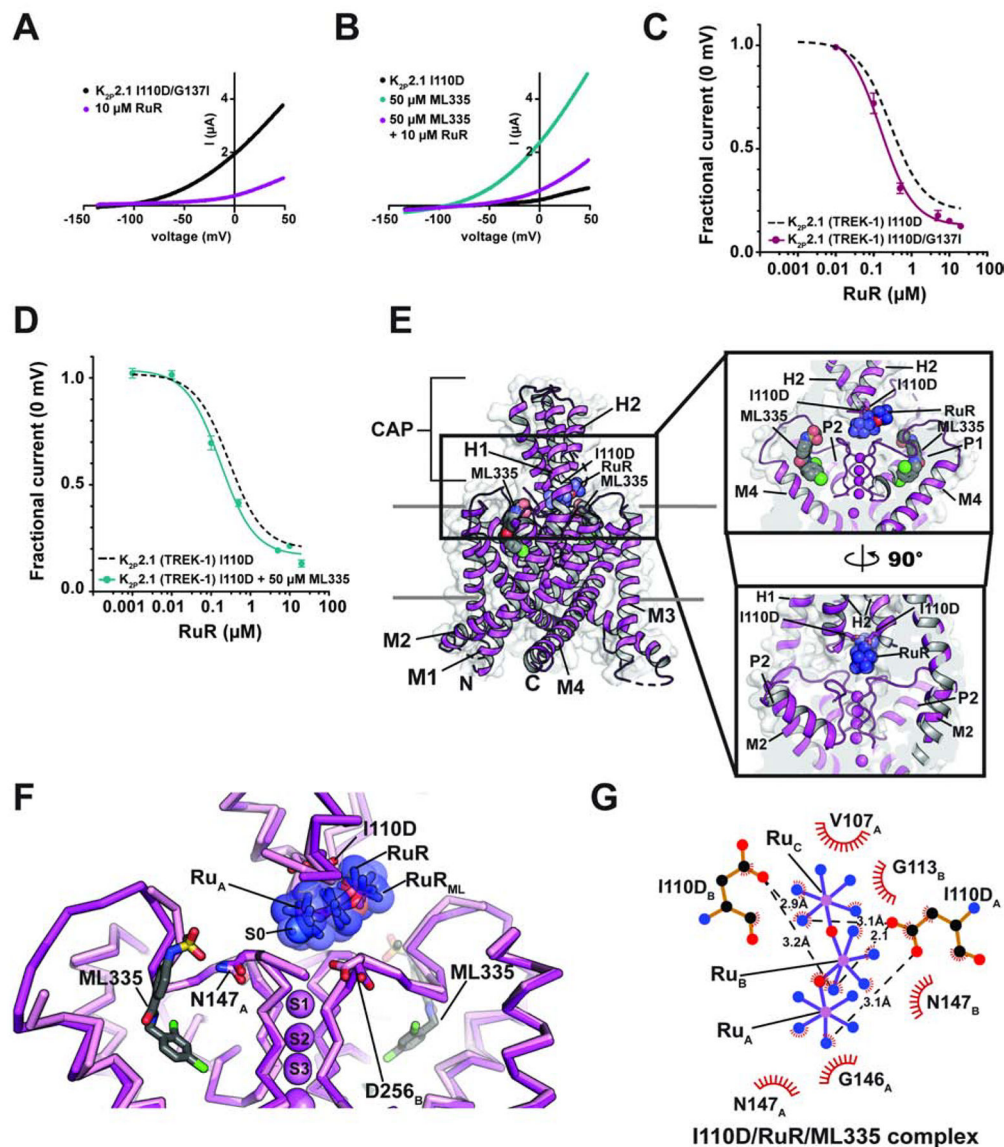 A
K2P2.1 I110D/G137I
10 µM RuR
I (µA)
4
2
-150 -100 -50 0 50
voltage (mV)
B
K2P2.1 I110D
50 µM ML335
50 µM ML335
+ 10 µM RuR
I (µA)
4
2
-150 -100 -50 0 50
voltage (mV)
C
Fractional current (0 mV)
1.0
0.5
0.0
K2P2.1 (TREK-1) I110D
K2P2.1 (TREK-1) I110D/G137I
0.001 0.01 0.1 1 10 100
RuR (µM)
D
Fractional current (0 mV)
1.0
0.5
0.0
K2P2.1 (TREK-1) I110D
K2P2.1 (TREK-1) I110D + 50 µM ML335
0.001 0.01 0.1 1 10 100
RuR (µM)
E
CAP
H2
H1
I110D
RuR
ML335
ML335
M2
M1
N
C
M4
M3
H2
H2
I110D
I110D
RuR
ML335
P2
ML335
P1
M4
M4
90°
H1
I110D
H2
I110D
RuR
P2
P2
M2
M2
F
I110D
RuR
RuRML
RuA
S0
ML335
N147A
S1
S2
S3
ML335
D256B
G
V107A
RuC
G113B
I110DB
I110DA
2.9Å
3.1Å
2.1
3.2Å
RuB
3.1Å
N147B
RuA
G146A
N147A
I110D/RuR/ML335 complex